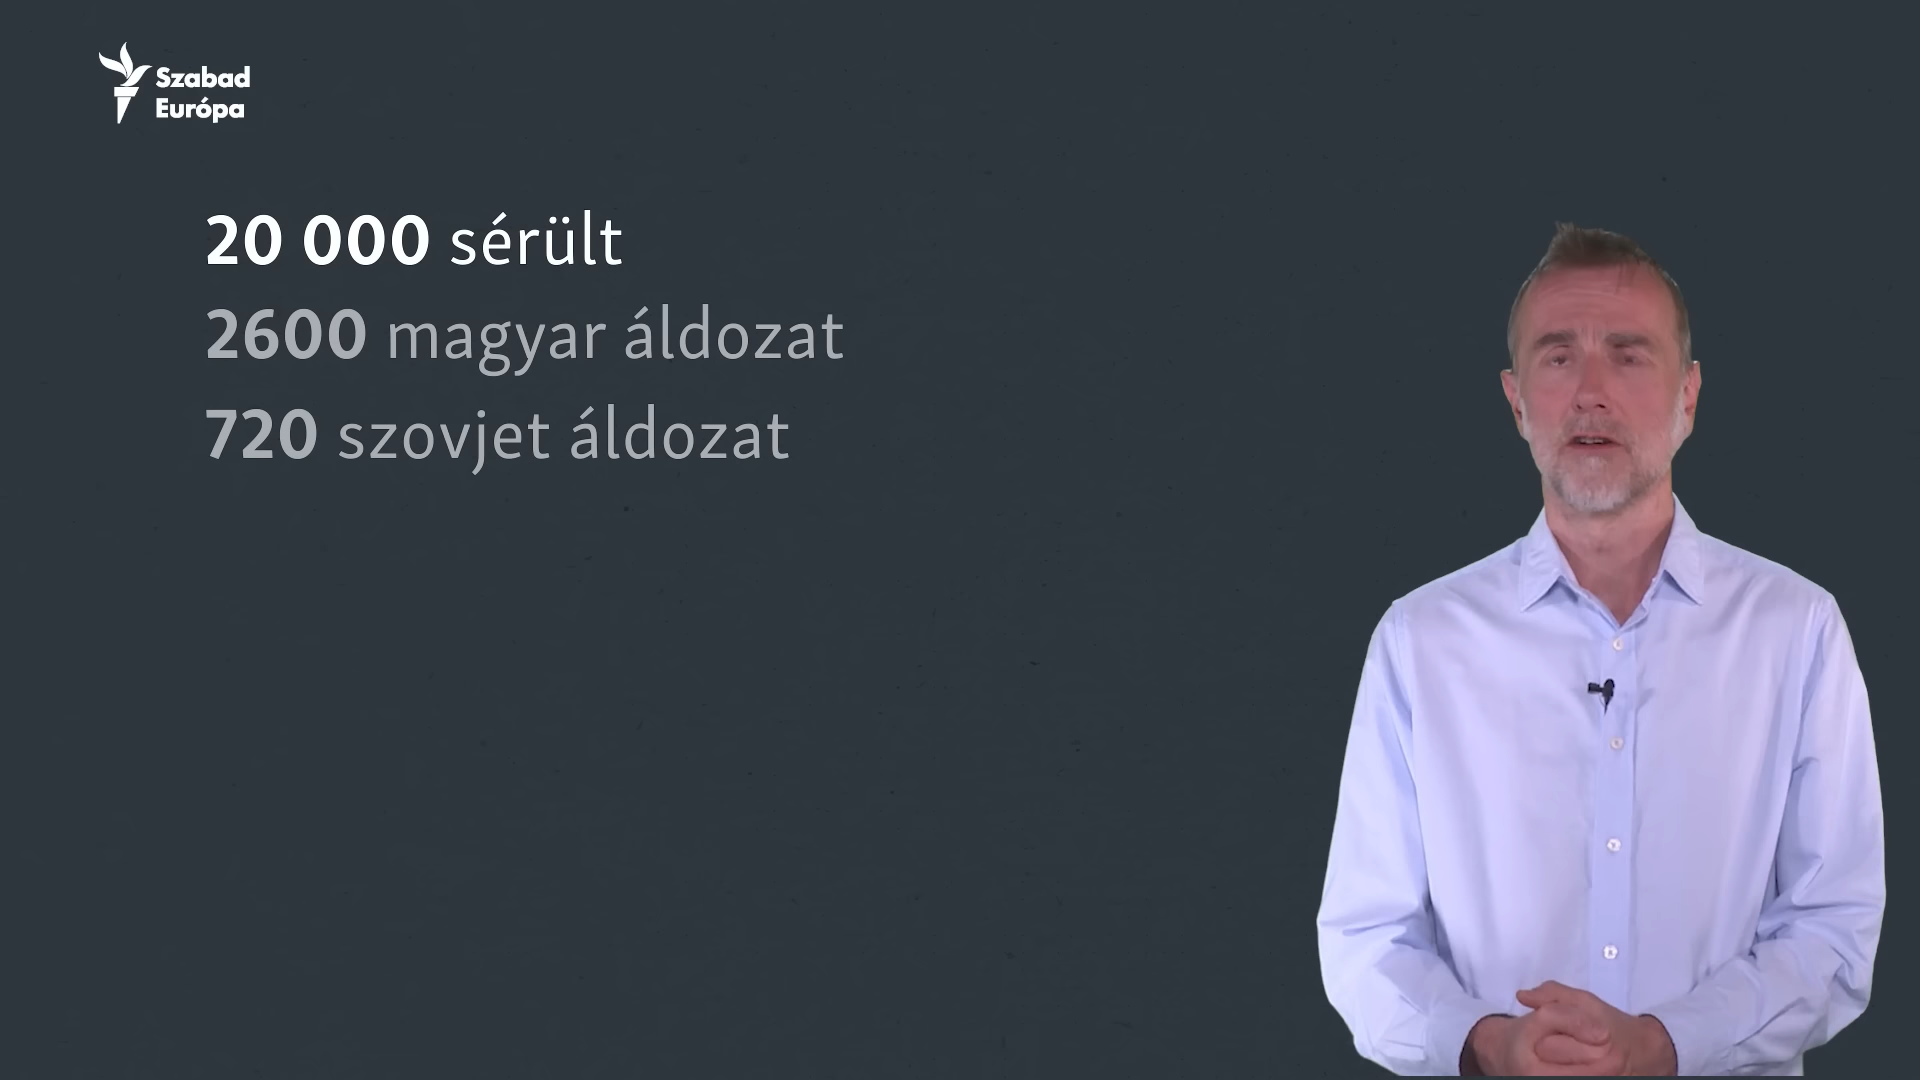 Szabad
Európa
20 000 sérült
2600 magyar áldozat
720 szovjet áldozat